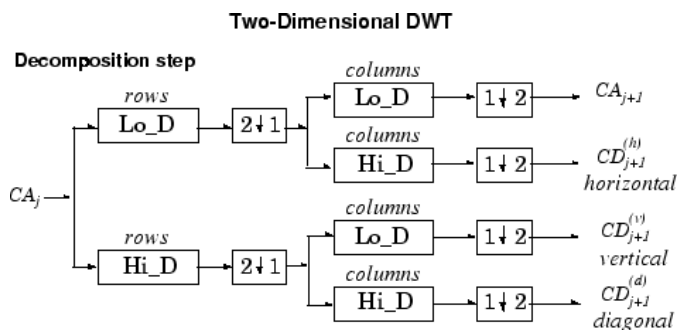 Two-Dimensional DWT
Decomposition step
rows
Lo_D
2↓1
columns
Lo_D
1↓2
CA_{j+1}
columns
Hi_D
1↓2
CD_{j+1}^{(h)}
horizontal
CA_j
rows
Hi_D
2↓1
columns
Lo_D
1↓2
CD_{j+1}^{(v)}
vertical
columns
Hi_D
1↓2
CD_{j+1}^{(d)}
diagonal